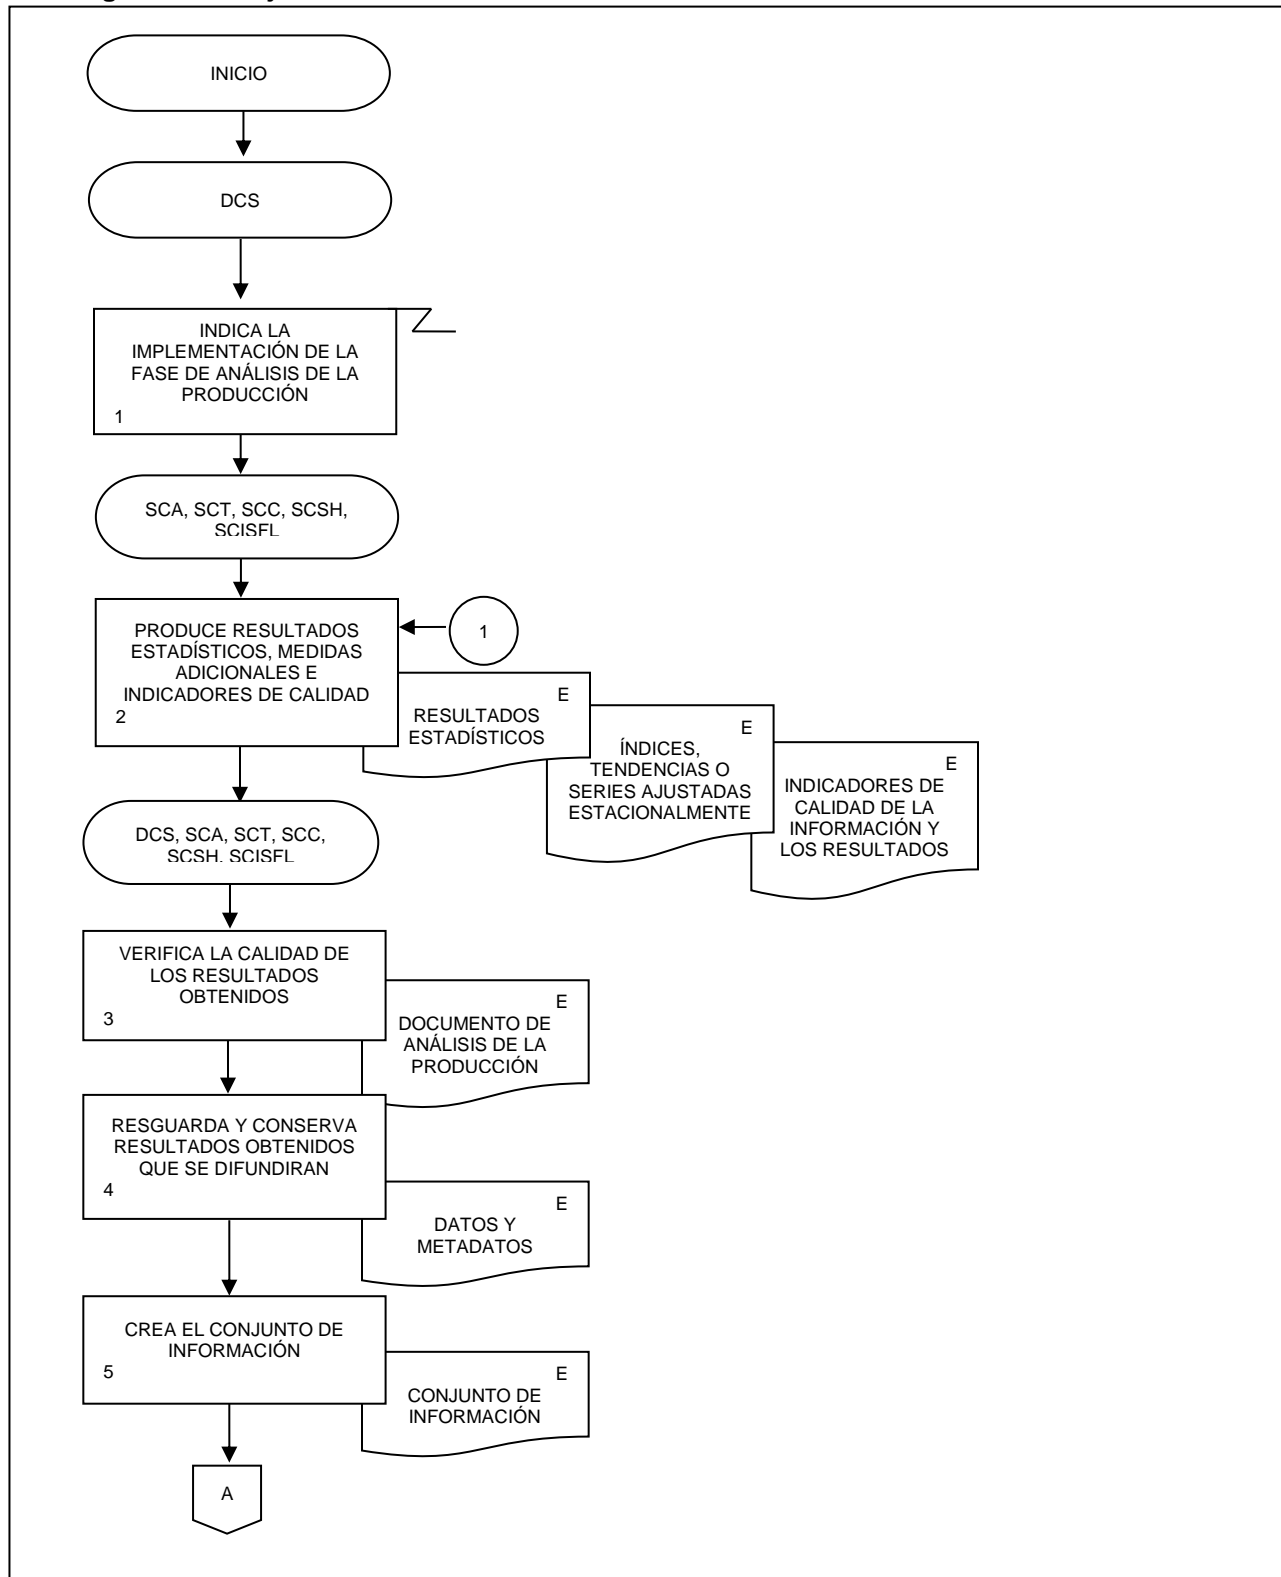 INICIO
DCS
INDICA LA
IMPLEMENTACIÓN DE LA
FASE DE ANÁLISIS DE LA
PRODUCCIÓN
1
SCA, SCT, SCC, SCSH,
SCISFL
PRODUCE RESULTADOS
ESTADÍSTICOS, MEDIDAS
ADICIONALES E
INDICADORES DE CALIDAD
2
1
E
RESULTADOS
ESTADÍSTICOS
E
ÍNDICES,
TENDENCIAS O
SERIES AJUSTADAS
ESTACIONALMENTE
E
INDICADORES DE
CALIDAD DE LA
INFORMACIÓN Y
LOS RESULTADOS
DCS, SCA, SCT, SCC,
SCSH, SCISFL
VERIFICA LA CALIDAD DE
LOS RESULTADOS
OBTENIDOS
3
E
DOCUMENTO DE
ANÁLISIS DE LA
PRODUCCIÓN
RESGUARDA Y CONSERVA
RESULTADOS OBTENIDOS
QUE SE DIFUNDIRAN
4
E
DATOS Y
METADATOS
CREA EL CONJUNTO DE
INFORMACIÓN
5
E
CONJUNTO DE
INFORMACIÓN
A